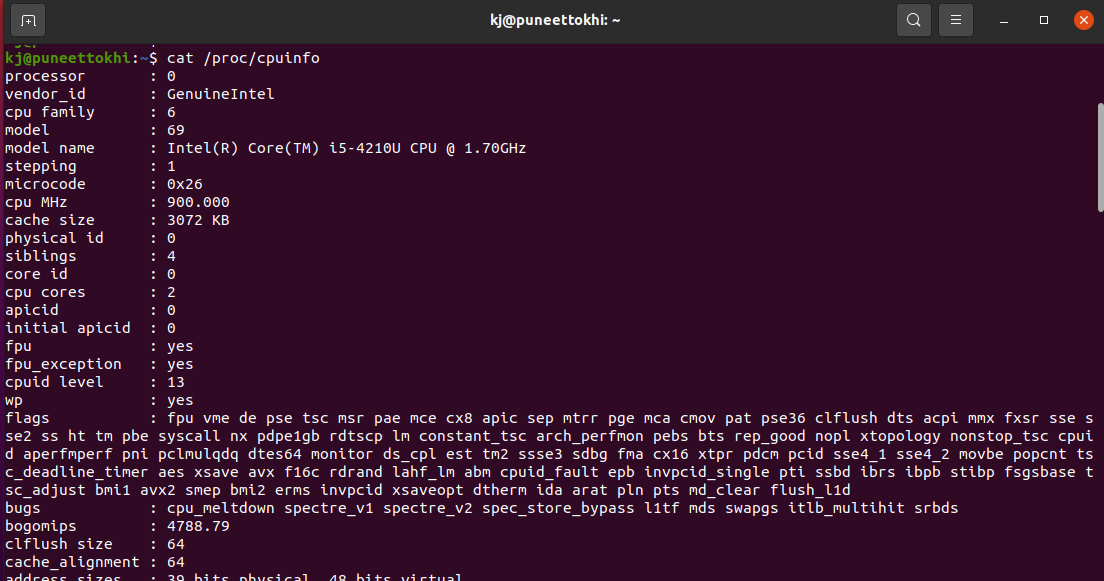 kj@puneettokhi: ~
kj@puneettokhi:~$ cat /proc/cpuinfo
processor : 0
vendor_id : GenuineIntel
cpu family : 6
model : 69
model name : Intel(R) Core(TM) i5-4210U CPU @ 1.70GHz
stepping : 1
microcode : 0x26
cpu MHz : 900.000
cache size : 3072 KB
physical id : 0
siblings : 4
core id : 0
cpu cores : 2
apicid : 0
initial apicid : 0
fpu : yes
fpu_exception : yes
cpuid level : 13
wp : yes
flags : fpu vme de pse tsc msr pae mce cx8 apic sep mtrr pge mca cmov pat pse36 clflush dts acpi mmx fxsr sse s
se2 ss ht tm pbe syscall nx pdpe1gb rdtscp lm constant_tsc arch_perfmon pebs bts rep_good nopl xtopology nonstop_tsc cpui
d aperfmperf pni pclmulqdq dtes64 monitor ds_cpl est tm2 ssse3 sdbg fma cx16 xtpr pdcm pcid sse4_1 sse4_2 movbe popcnt ts
c_deadline_timer aes xsave avx f16c rdrand lahf_lm abm cpuid_fault epb invpcid_single pti ssbd ibrs ibpb stibp fsgsbase t
sc_adjust bmi1 avx2 smep bmi2 erms invpcid xsaveopt dtherm ida arat pln pts md_clear flush_l1d
bugs : cpu_meltdown spectre_v1 spectre_v2 spec_store_bypass l1tf mds swapgs itlb_multihit srbds
bogomips : 4788.79
clflush size : 64
cache_alignment : 64
address sizes : 39 bits physical, 48 bits virtual